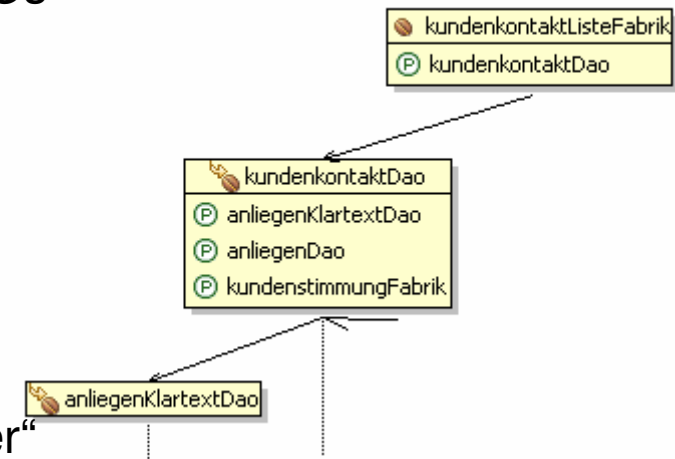 kundenkontaktListeFabrik
P kundenkontaktDao
kundenkontaktDao
P anliegenKlartextDao
P anliegenDao
P kundenstimmungFabrik
anliegenKlartextDao
er“